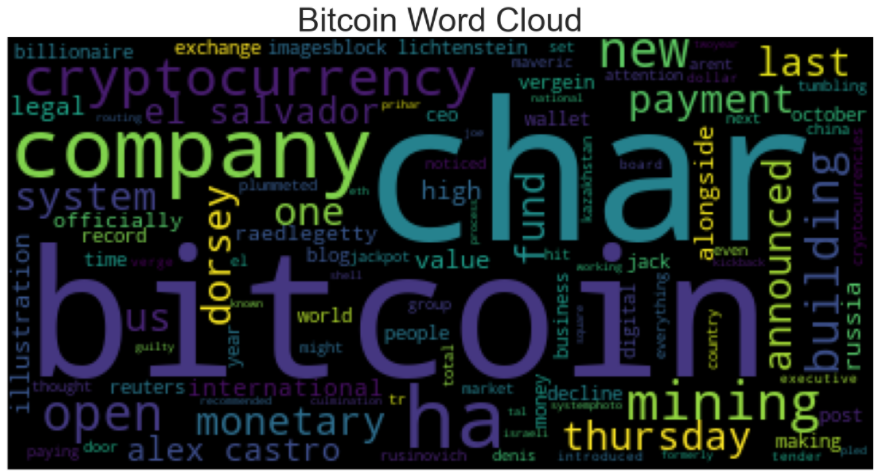 Bitcoin Word Cloud
billionaire exchange imagesblock lichtenstein set new last
cryptocurrency maveric attention arent dollar tumbling
legal el salvador prihar ceo vergein national payment next october
routing joe wallet china
company char
system plummeted noticed high fund kazakhstan board alongside announced building cryptocurrencies
officially dorsey one eth process
record raedlegetty
time verge el blog jackpot value hit jack even
bitcoin
illustration us year known world group shell working business digital everything kickback country russia
guilty might people square
thought reuters international total market money decline executive
open recommended culmination tr ha tal systemphoto mining post
monetary israeli thursday making
paying door alex castro rusinovich denis introduced formerly tender pled